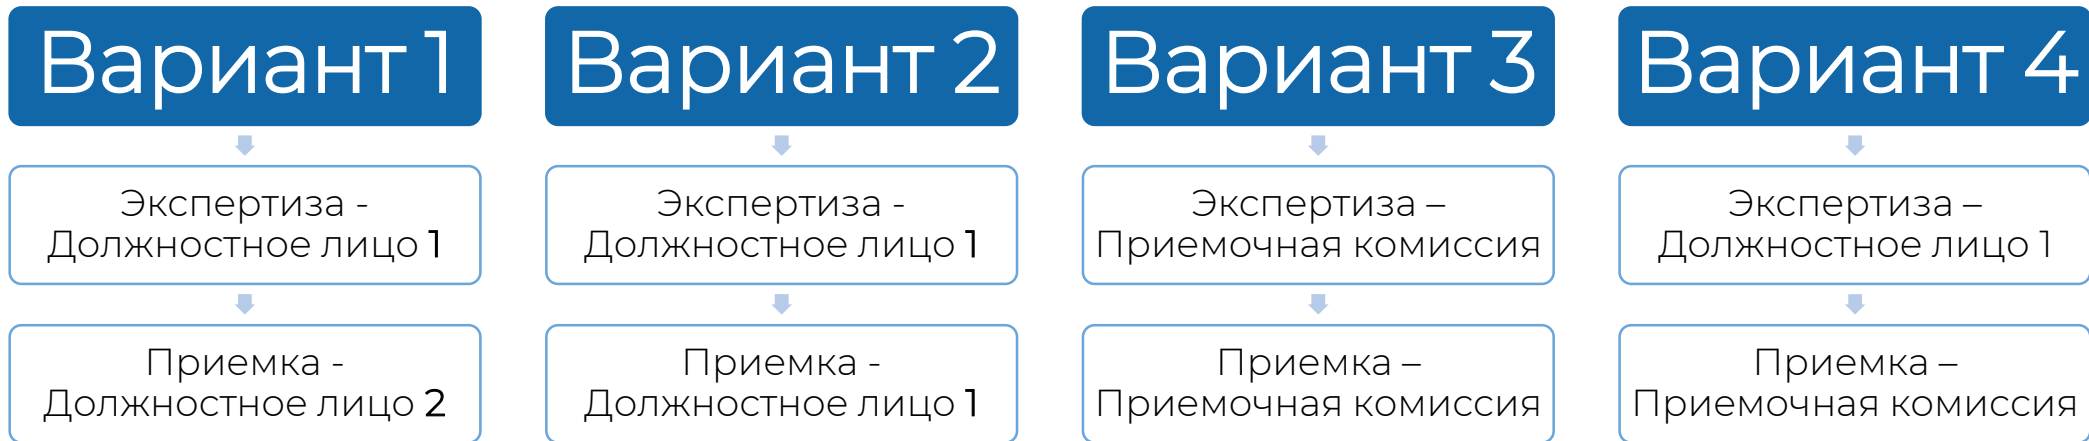 Вариант 1
Экспертиза -
Должностное лицо 1
Приемка -
Должностное лицо 2
Вариант 2
Экспертиза -
Должностное лицо 1
Приемка -
Должностное лицо 1
Вариант 3
Экспертиза –
Приемочная комиссия
Приемка –
Приемочная комиссия
Вариант 4
Экспертиза –
Должностное лицо 1
Приемка –
Приемочная комиссия